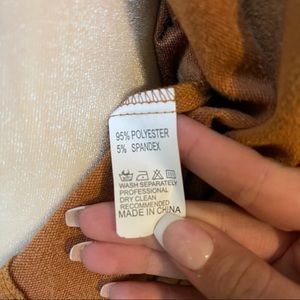 95% POLYESTER
5% SPANDEX
WASH SEPARATELY
PROFESSIONAL
DRY CLEAN
RECOMMENDED
MADE IN CHINA